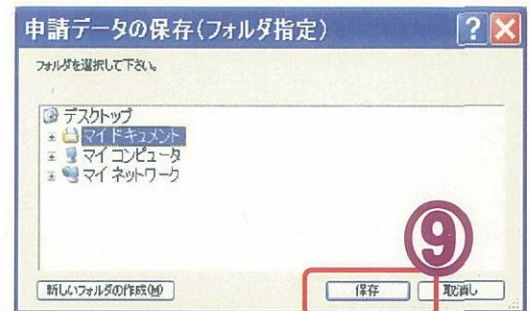 申請データの保存(フォルダ指定)
フォルダを選択して下さい。
デスクトップ
マイ ドキュメント
マイ コンピュータ
マイ ネットワーク
⑨
新しいフォルダの作成(M)
保存
取消し